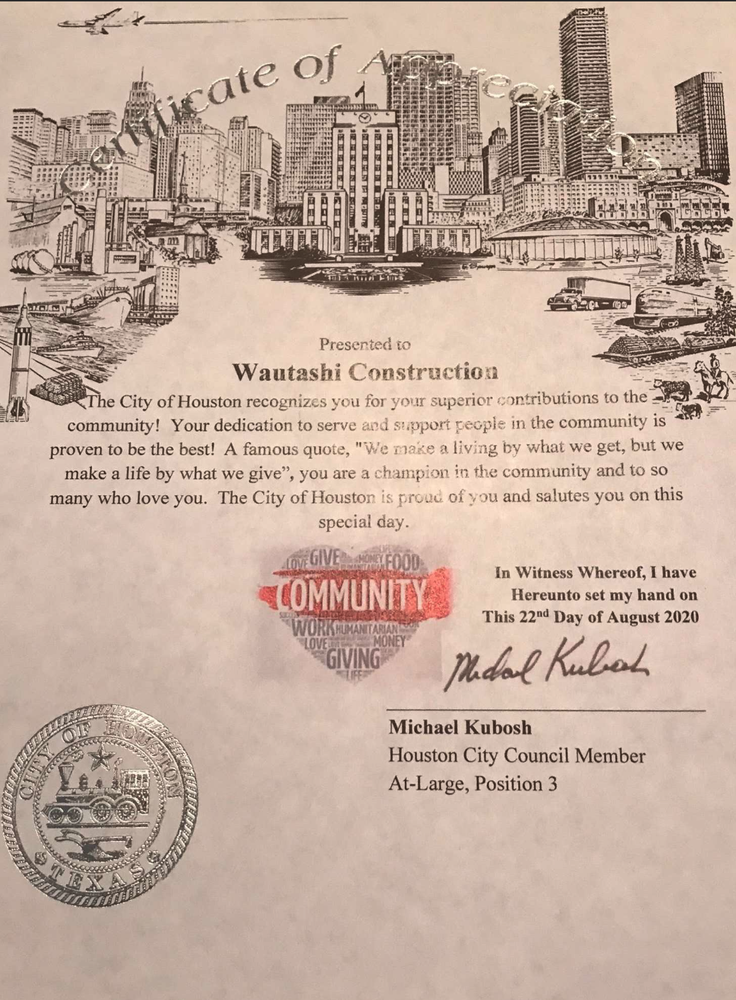 Certificate of Appreciation
Presented to
Wautashi Construction
The City of Houston recognizes you for your superior contributions to the
community! Your dedication to serve and support people in the community is
proven to be the best! A famous quote, "We make a living by what we get, but we
make a life by what we give”, you are a champion in the community and to so
many who love you. The City of Houston is proud of you and salutes you on this
special day.
LOVE GIVE MONEY FOOD
HUMANITARIAN
COMMUNITY
WORK HUMANITARIAN
LOVE MONEY
GIVING
LIFE
In Witness Whereof, I have
Hereunto set my hand on
This 22nd Day of August 2020
Michael Kubosh
Michael Kubosh
Houston City Council Member
At-Large, Position 3
CITY OF HOUSTON
TEXAS